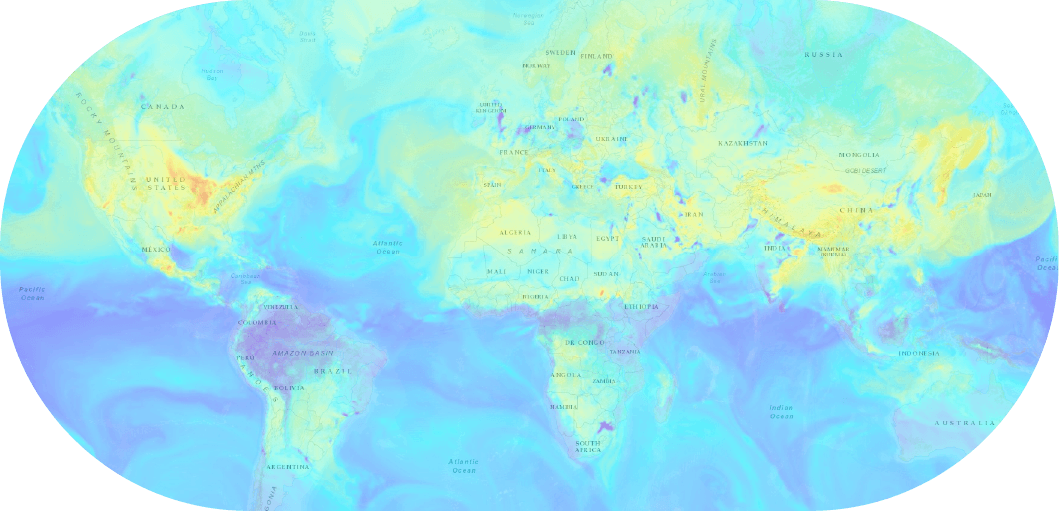 Norwegian
Sea
Davis
Strait
SWEDEN
FINLAND
RUSSIA
NORWAY
URAL MOUNTAINS
Hudson
Bay
ROCKY MOUNTAINS
CANADA
UNITED
KINGDOM
POLAND
GERMANY
UKRAINE
KAZAKHSTAN
MONGOLIA
FRANCE
ITALY
GOBI DESERT
UNITED
STATES
APPALACHIAN MTNS
SPAIN
GREECE
TURKEY
JAPAN
IRAN
HIMALAYA
CHINA
ALGERIA
LIBYA
EGYPT
SAUDI
ARABIA
Atlantic
Ocean
MEXICO
SAHARA
INDIA
MYANMAR
(BURMA)
MALI
NIGER
CHAD
SUDAN
Caribbean
Sea
Arabian
Sea
Pacific
Ocean
NIGERIA
ETHIOPIA
VENEZUELA
COLOMBIA
DR CONGO
TANZANIA
AMAZON BASIN
PERU
BRAZIL
INDONESIA
ANDES
BOLIVIA
ANGOLA
ZAMBIA
NAMIBIA
Indian
Ocean
AUSTRALIA
SOUTH
AFRICA
ARGENTINA
Atlantic
Ocean